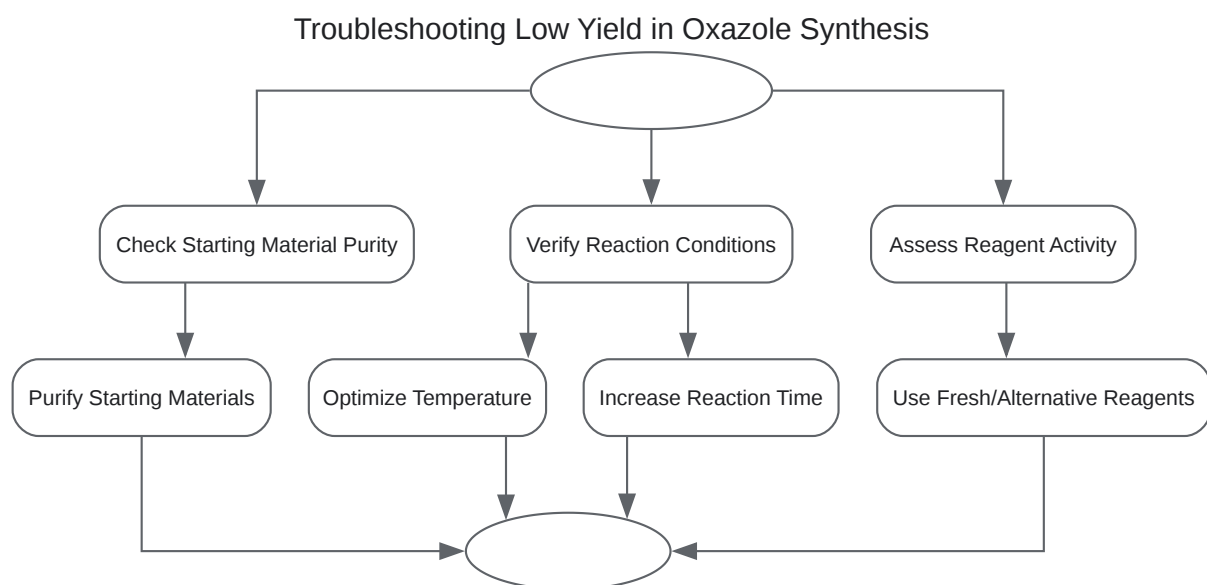 Troubleshooting Low Yield in Oxazole Synthesis
Check Starting Material Purity
Verify Reaction Conditions
Assess Reagent Activity
Purify Starting Materials
Optimize Temperature
Increase Reaction Time
Use Fresh/Alternative Reagents